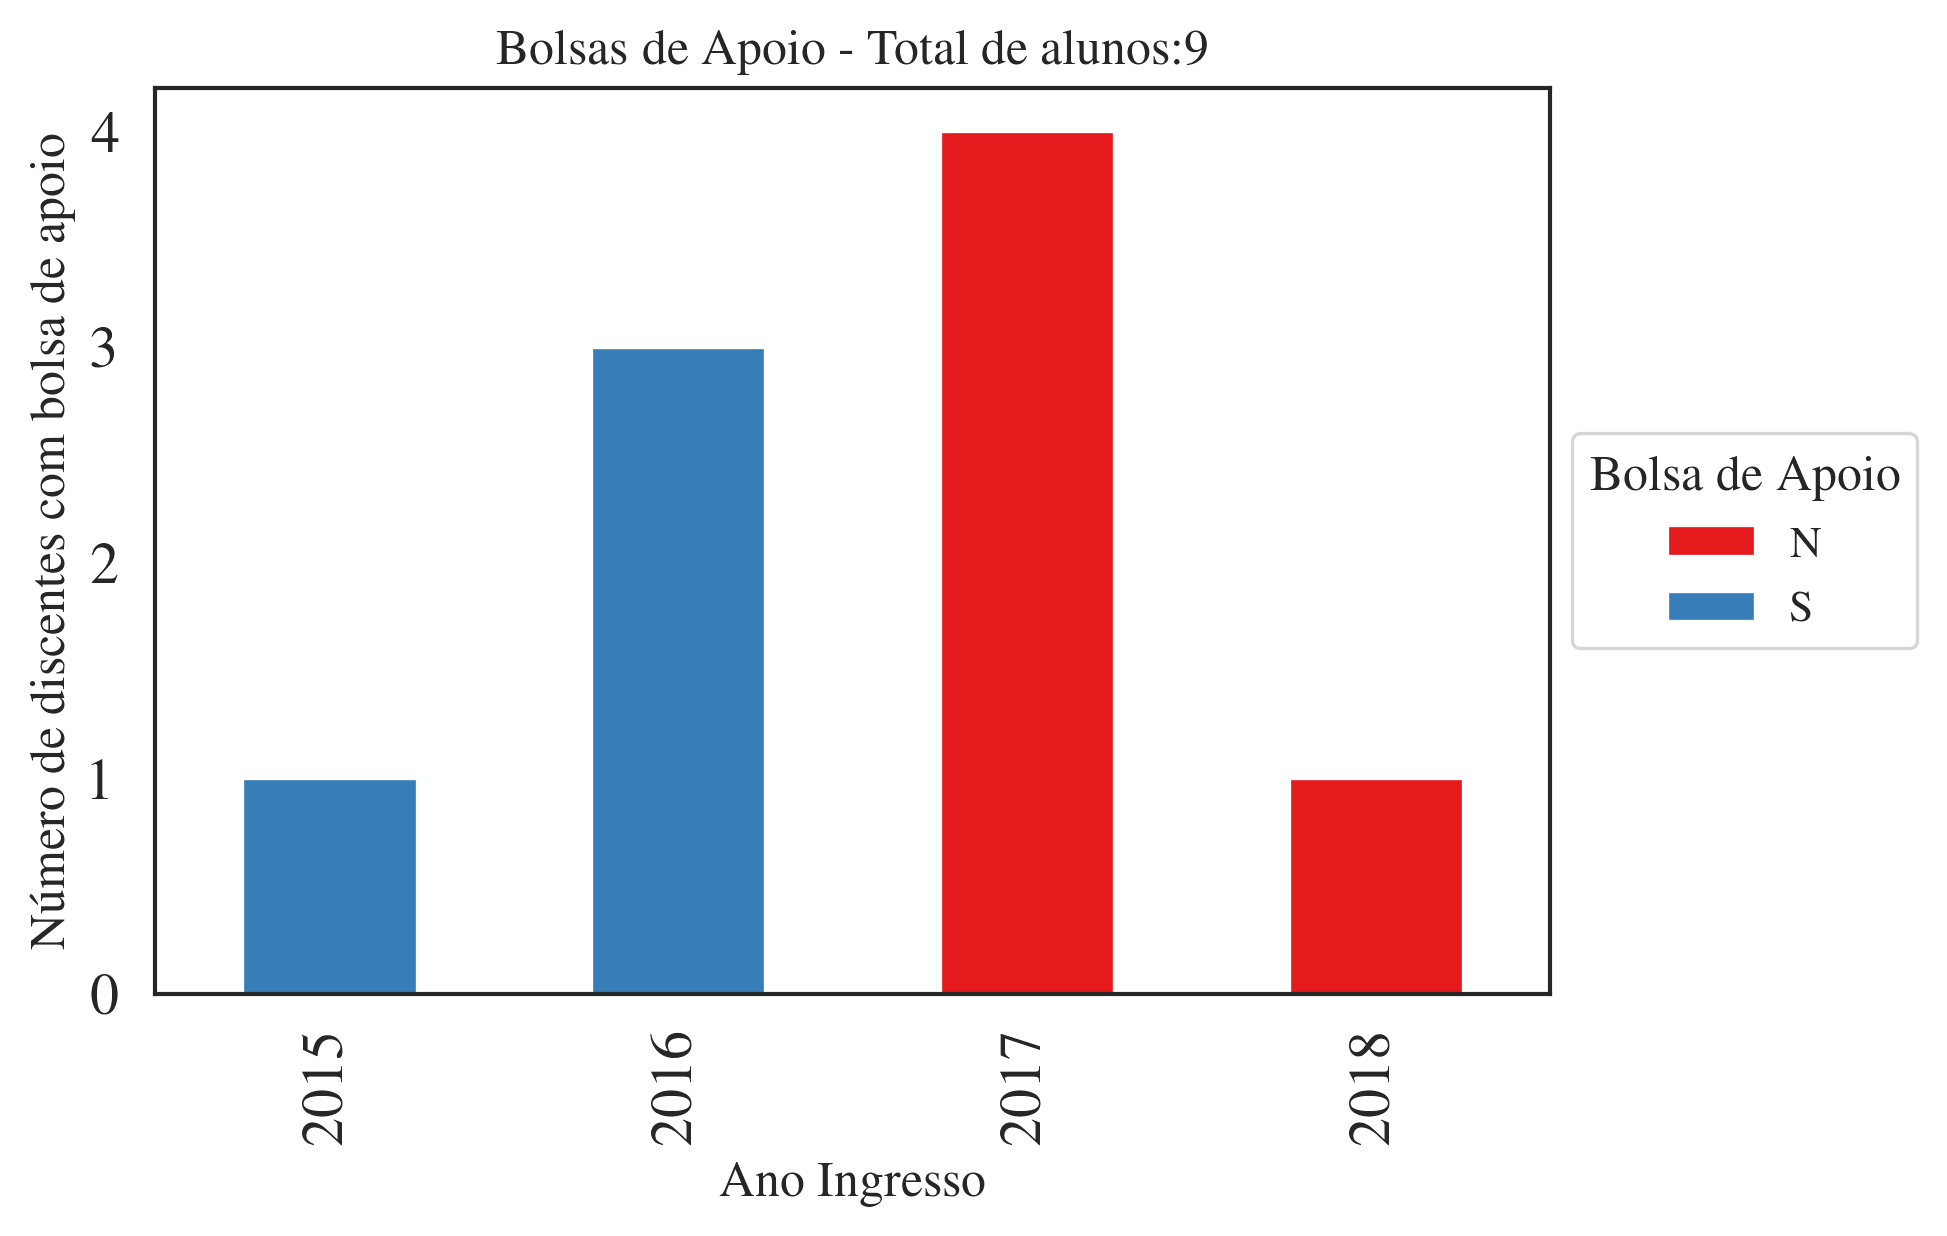 Bolsas de Apoio - Total de alunos:9
Número de discentes com bolsa de apoio
4
3
2
1
0
2015
2016
2017
2018
Ano Ingresso
Bolsa de Apoio
N
S